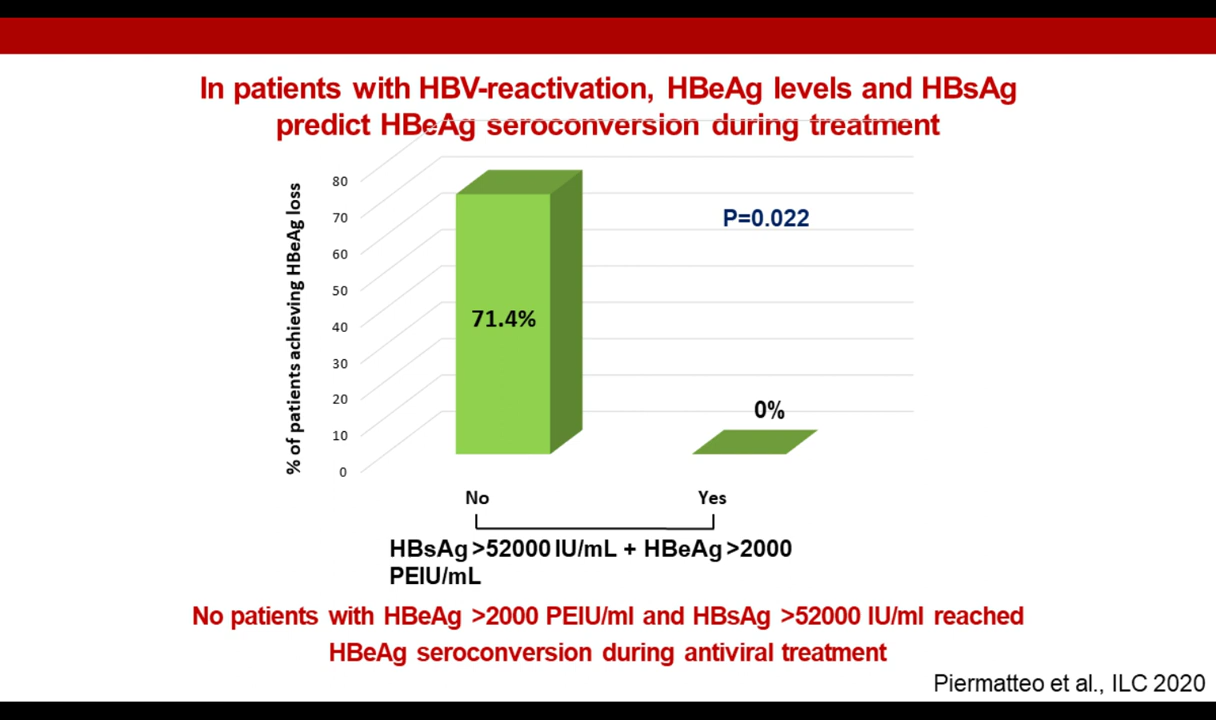 In patients with HBV-reactivation, HBeAg levels and HBsAg
predict HBeAg seroconversion during treatment
% of patients achieving HBeAg loss
80
70
60
50
40
30
20
10
0
P=0.022
71.4%
0%
No
Yes
HBsAg >52000 IU/mL + HBeAg >2000
PEIU/mL
No patients with HBeAg >2000 PEIU/ml and HBsAg >52000 IU/ml reached
HBeAg seroconversion during antiviral treatment
Piermatteo et al., ILC 2020